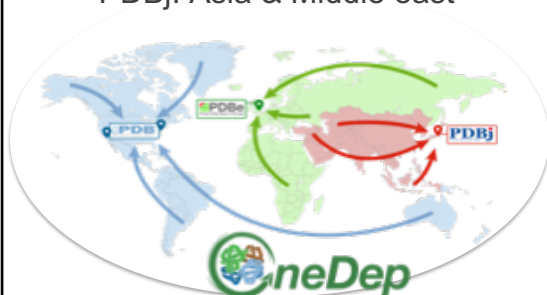 PDBj: Asia & Middle east
PDBe
PDB
PDBj
OneDep